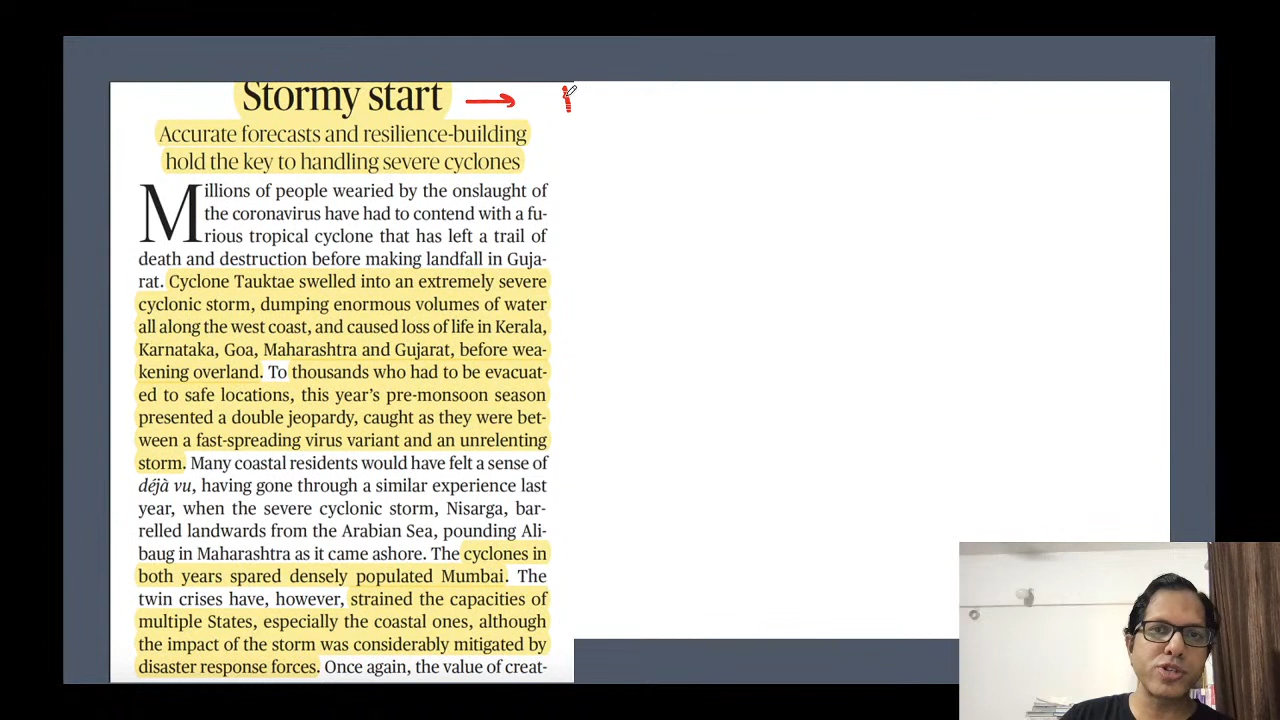 Stormy start
Accurate forecasts and resilience-building
hold the key to handling severe cyclones
Millions of people wearied by the onslaught of
the coronavirus have had to contend with a fu-
rious tropical cyclone that has left a trail of
death and destruction before making landfall in Guja-
rat. Cyclone Tauktae swelled into an extremely severe
cyclonic storm, dumping enormous volumes of water
all along the west coast, and caused loss of life in Kerala,
Karnataka, Goa, Maharashtra and Gujarat, before wea-
kening overland. To thousands who had to be evacuat-
ed to safe locations, this year’s pre-monsoon season
presented a double jeopardy, caught as they were bet-
ween a fast-spreading virus variant and an unrelenting
storm. Many coastal residents would have felt a sense of
déjà vu, having gone through a similar experience last
year, when the severe cyclonic storm, Nisarga, bar-
relled landwards from the Arabian Sea, pounding Ali-
baug in Maharashtra as it came ashore. The cyclones in
both years spared densely populated Mumbai. The
twin crises have, however, strained the capacities of
multiple States, especially the coastal ones, although
the impact of the storm was considerably mitigated by
disaster response forces. Once again, the value of creat-